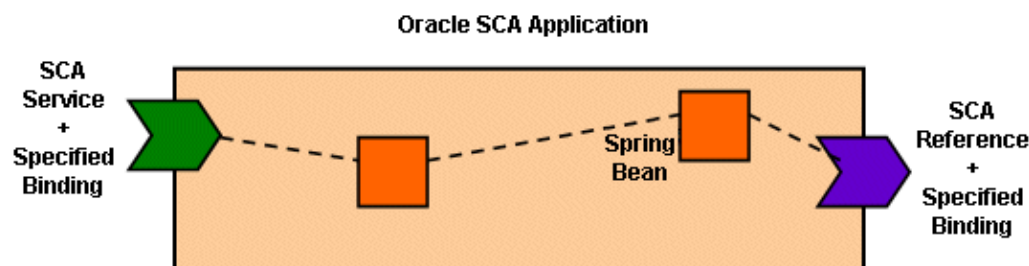 Oracle SCA Application
SCA
Service
+
Specified
Binding
Spring
Bean
SCA
Reference
+
Specified
Binding